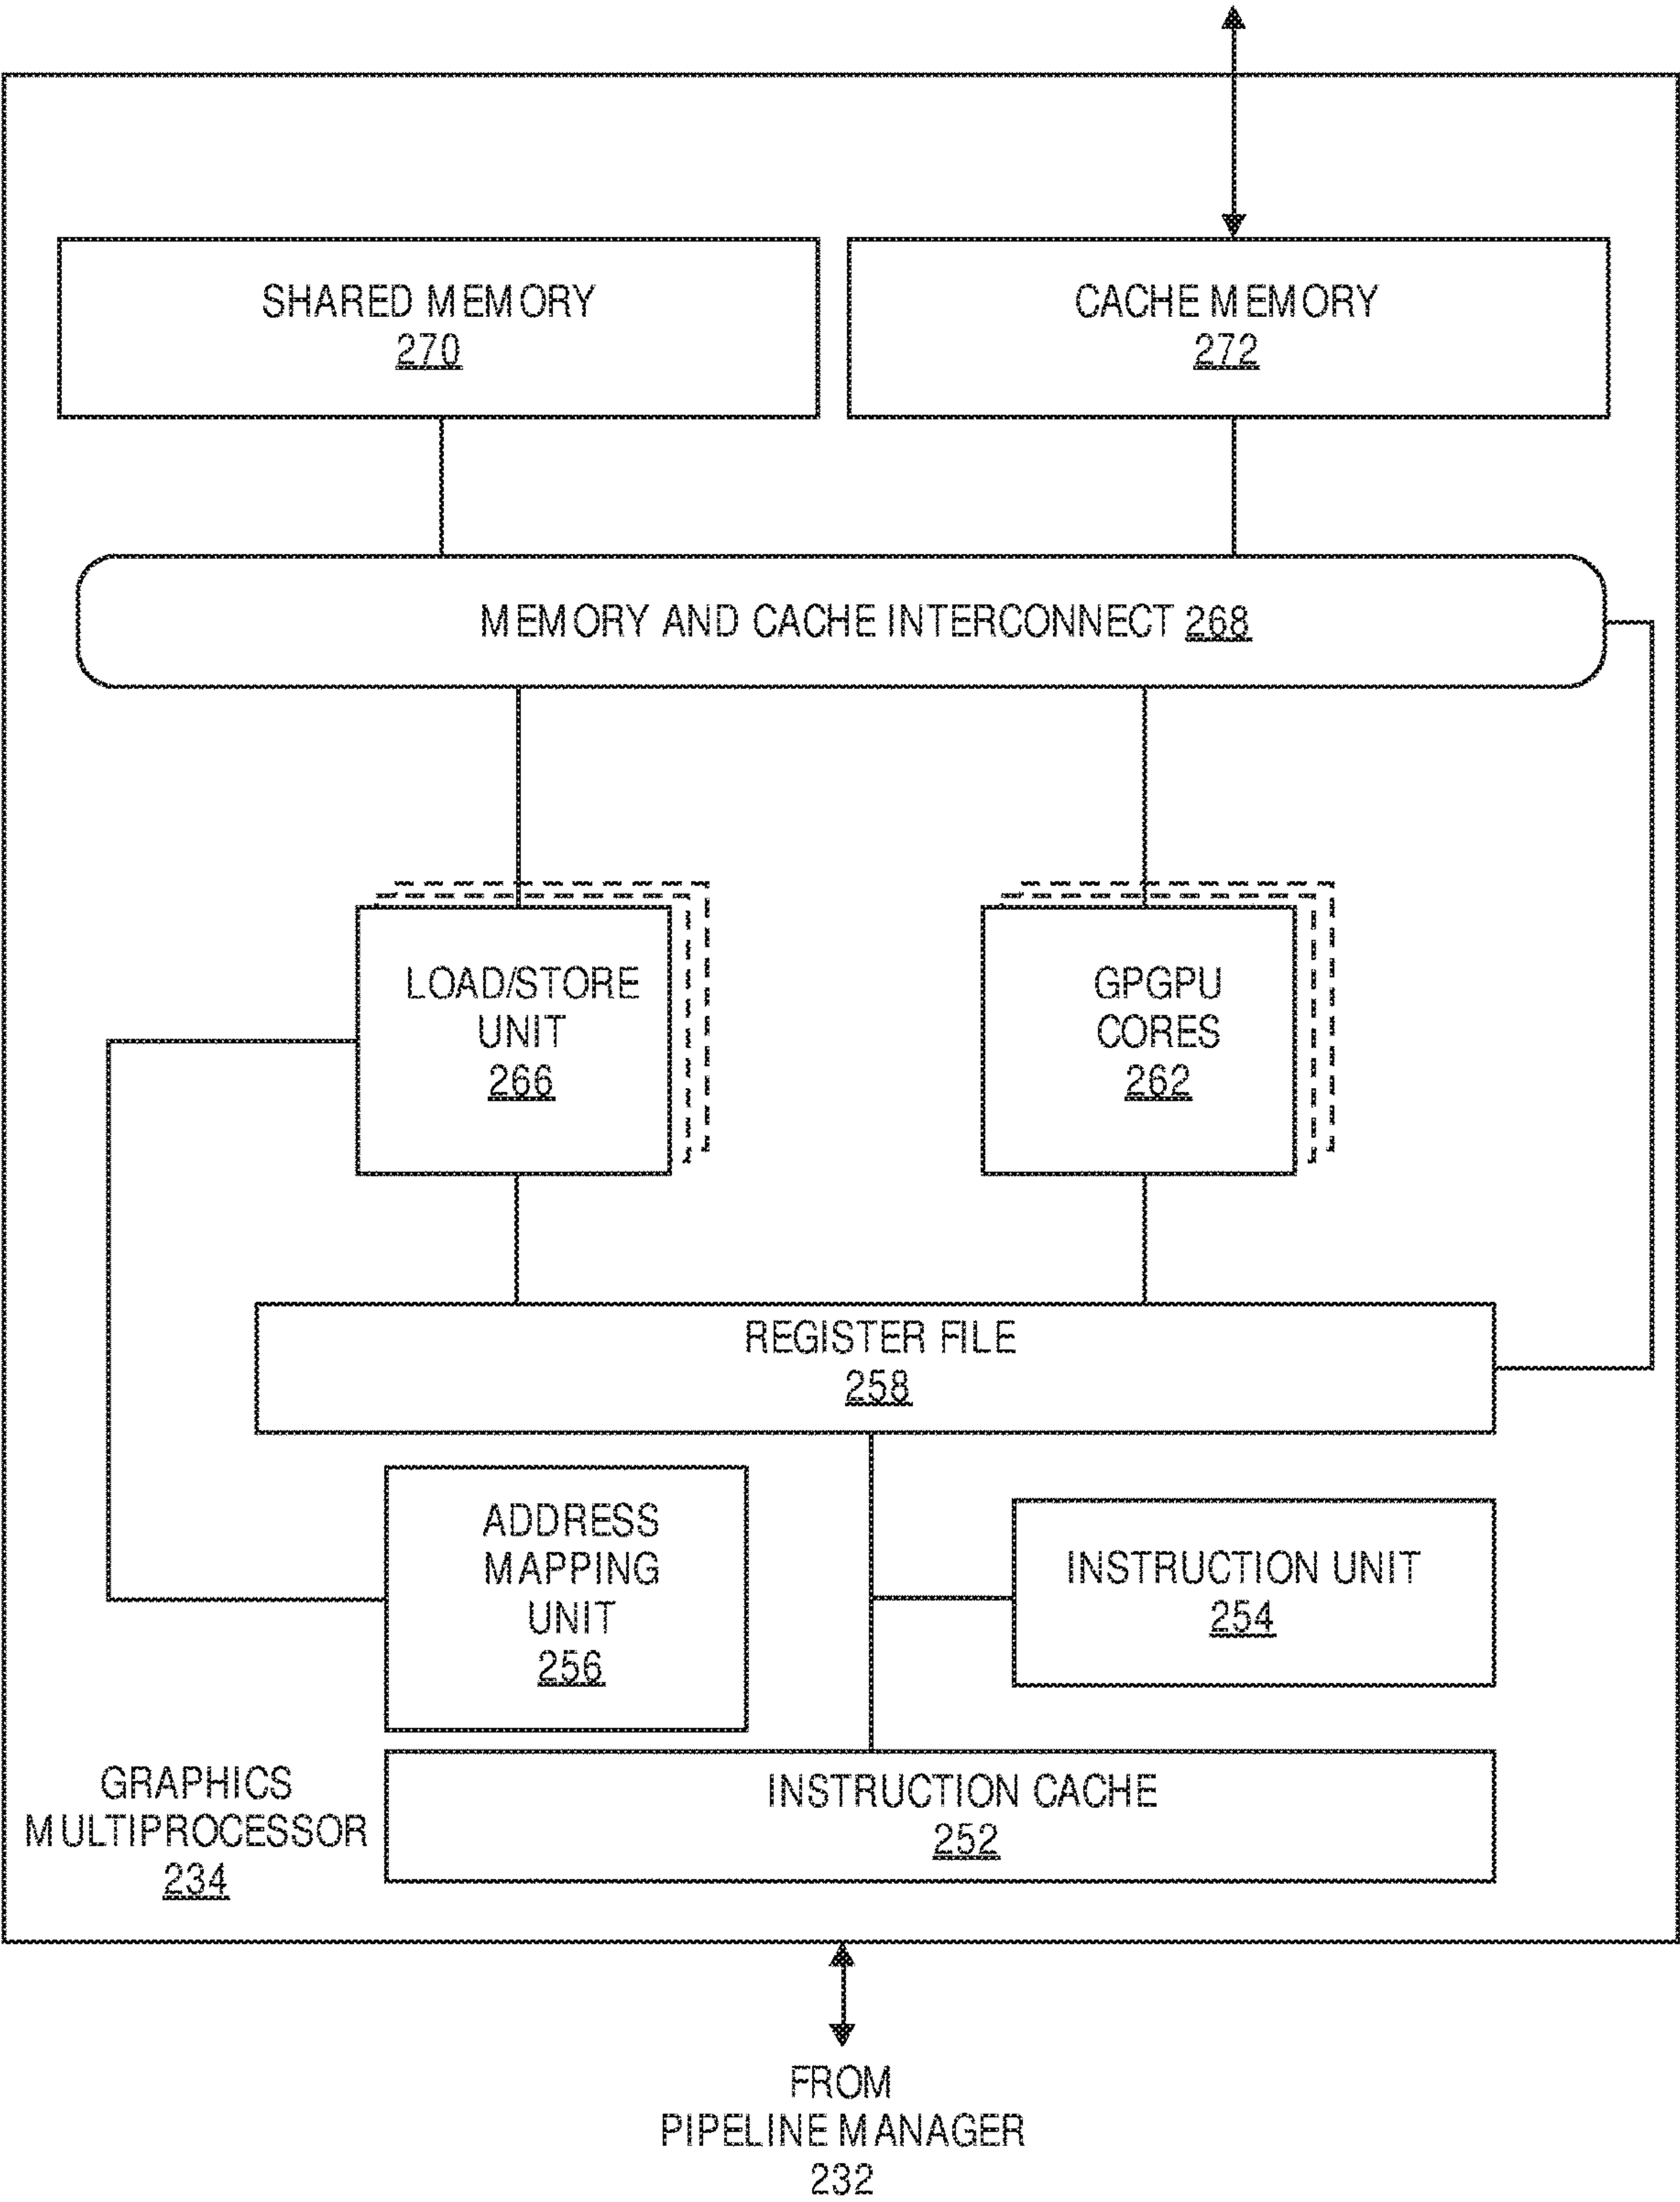 SHARED MEMORY
270
CACHE MEMORY
272
MEMORY AND CACHE INTERCONNECT 268
LOAD/STORE
UNIT
266
GPGPU
CORES
262
REGISTER FILE
258
ADDRESS
MAPPING
UNIT
256
INSTRUCTION UNIT
254
GRAPHICS
MULTIPROCESSOR
234
INSTRUCTION CACHE
252
FROM
PIPELINE MANAGER
232